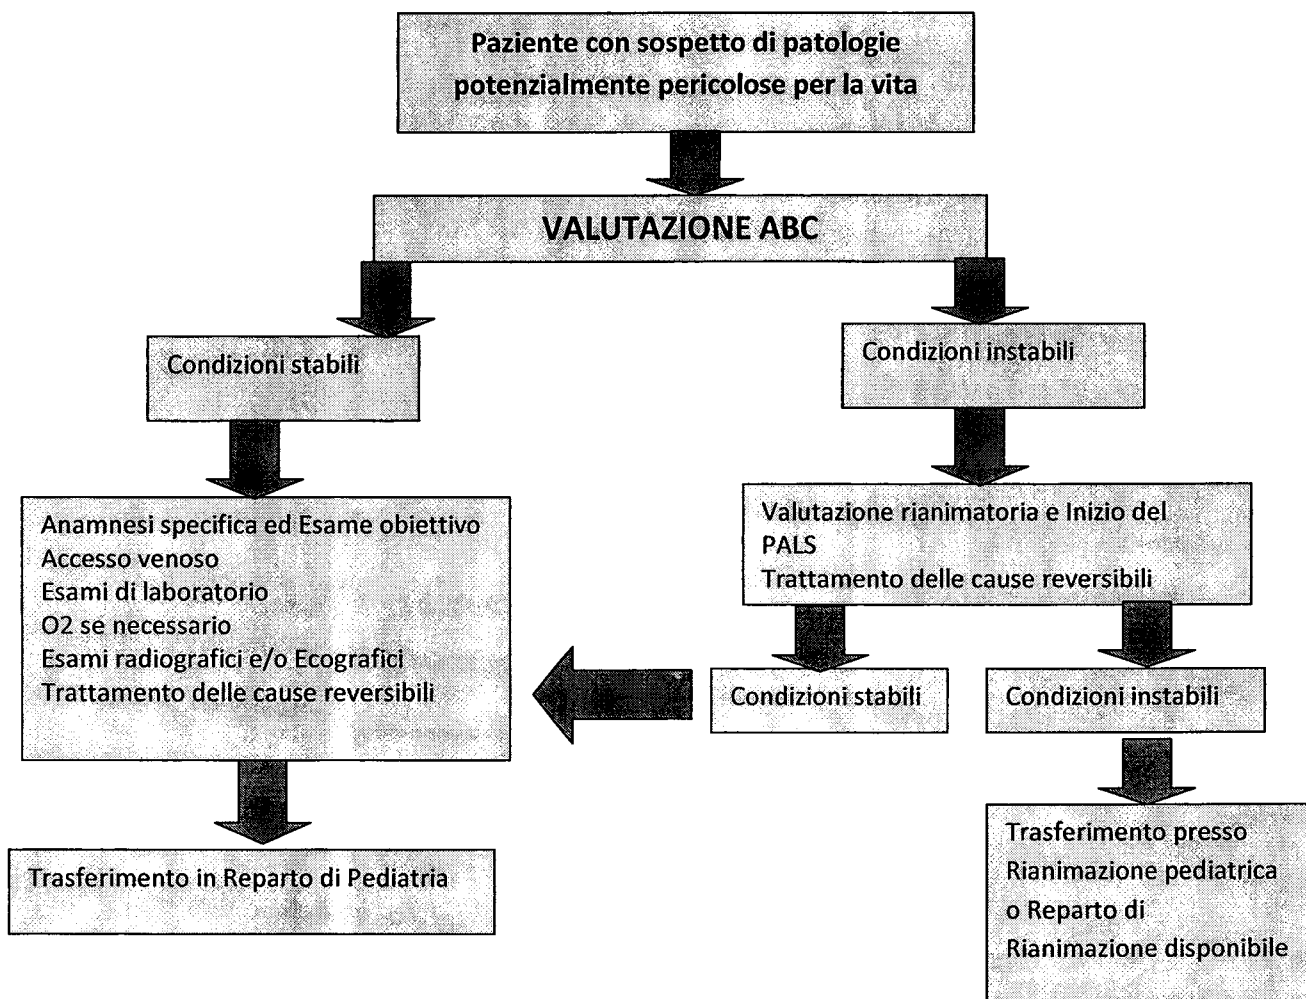 Paziente con sospetto di patologie
potenzialmente pericolose per la vita
VALUTAZIONE ABC
Condizioni stabili
Condizioni instabili
Anamnesi specifica ed Esame obiettivo
Accesso venoso
Esami di laboratorio
O2 se necessario
Esami radiografici e/o Ecografici
Trattamento delle cause reversibili
Valutazione rianimatoria e Inizio del
PALS
Trattamento delle cause reversibili
Condizioni stabili
Condizioni instabili
Trasferimento in Reparto di Pediatria
Trasferimento presso
Rianimazione pediatrica
o Reparto di
Rianimazione disponibile